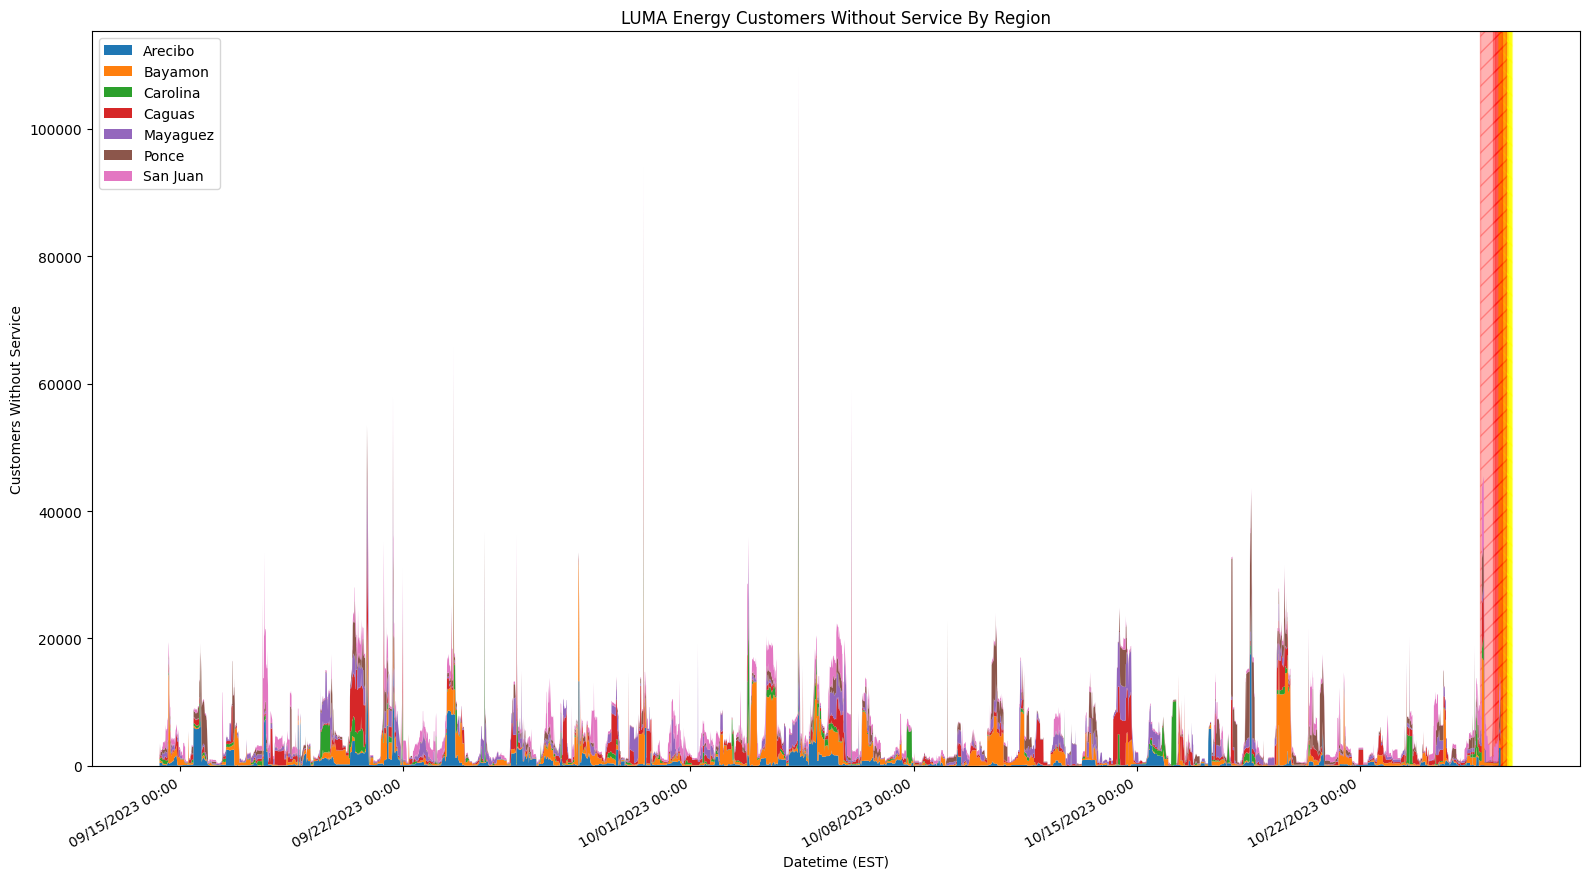 LUMA Energy Customers Without Service By Region
Arecibo
Bayamon
Carolina
Caguas
Mayaguez
Ponce
San Juan
100000
80000
60000
40000
20000
0
Customers Without Service
09/15/2023 00:00
09/22/2023 00:00
10/01/2023 00:00
10/08/2023 00:00
10/15/2023 00:00
10/22/2023 00:00
Datetime (EST)